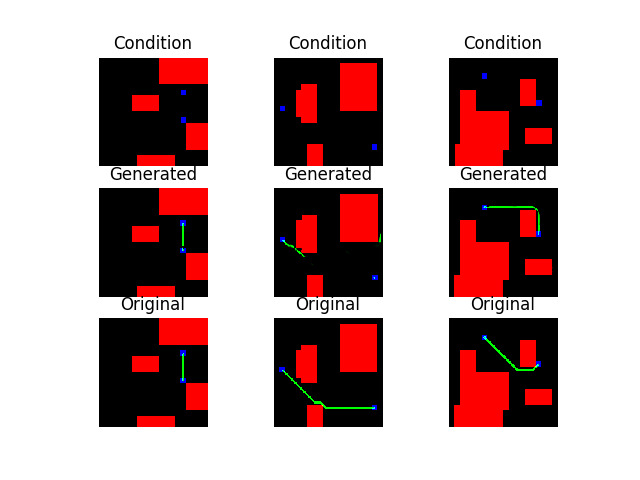 Condition Condition Condition
Generated Generated Generated
Original Original Original